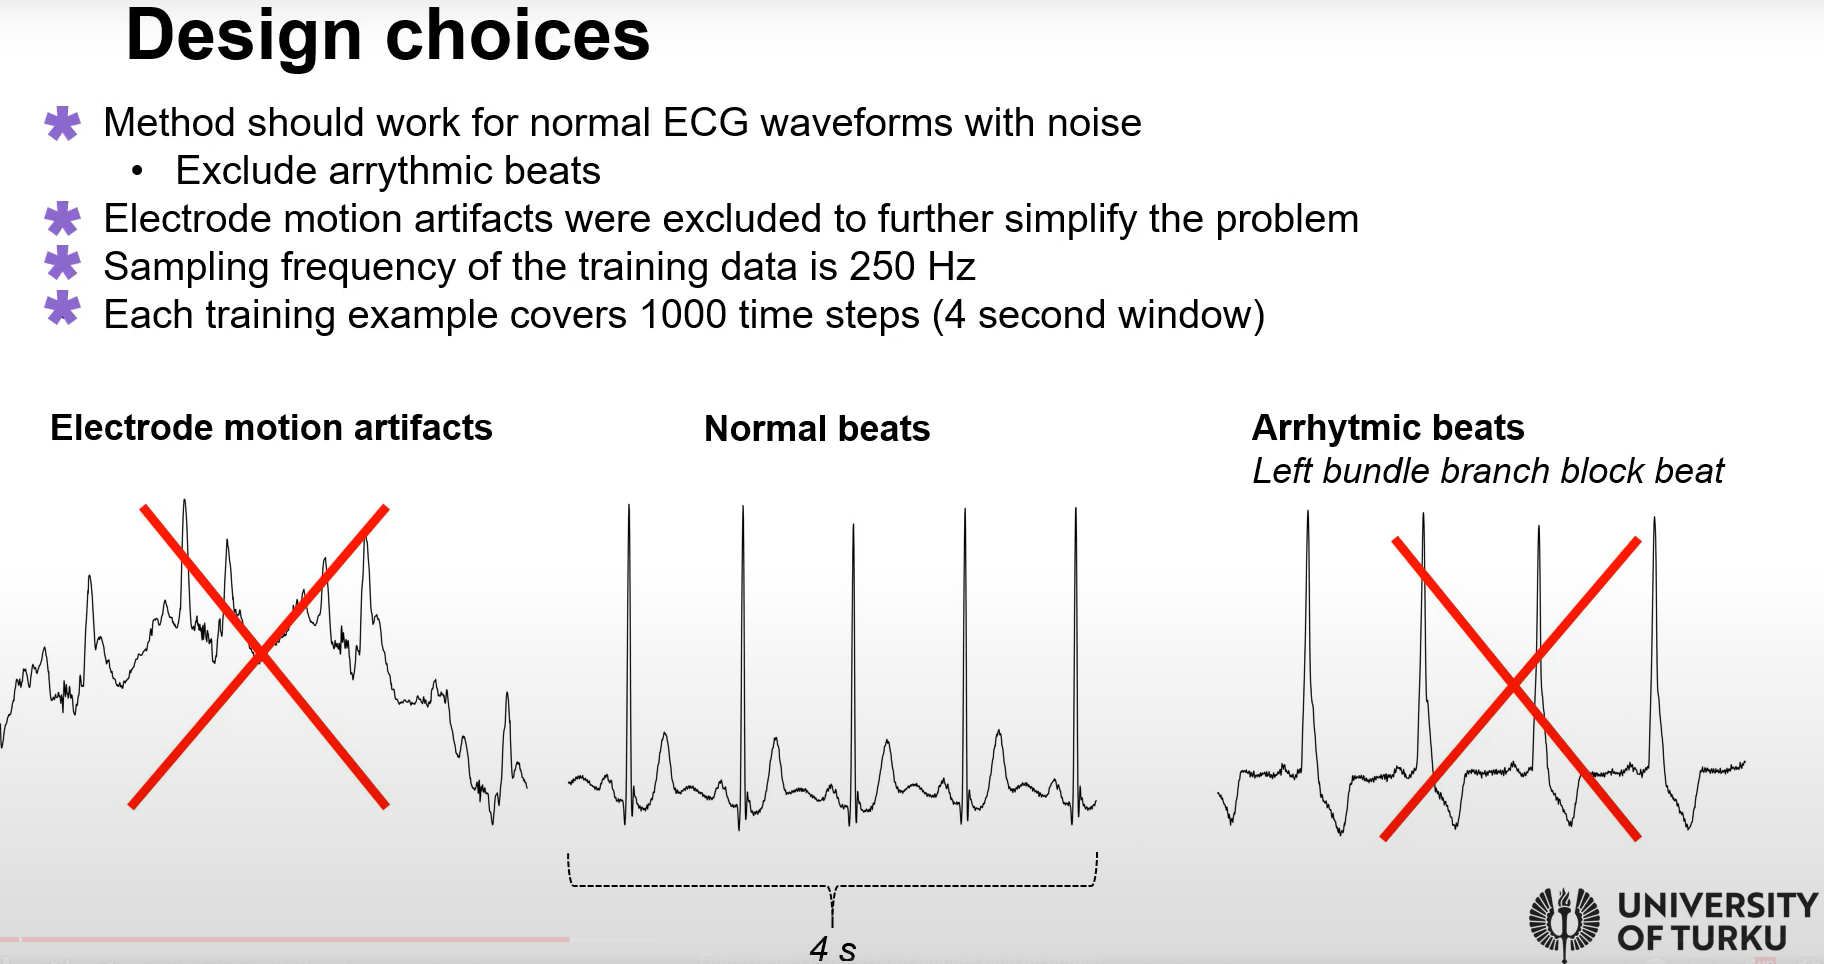 Design choices
Method should work for normal ECG waveforms with noise
• Exclude arrythmic beats
Electrode motion artifacts were excluded to further simplify the problem
Sampling frequency of the training data is 250 Hz
Each training example covers 1000 time steps (4 second window)
Electrode motion artifacts
Normal beats
Arrhytmic beats
Left bundle branch block beat
4 s
UNIVERSITY
OF TURKU